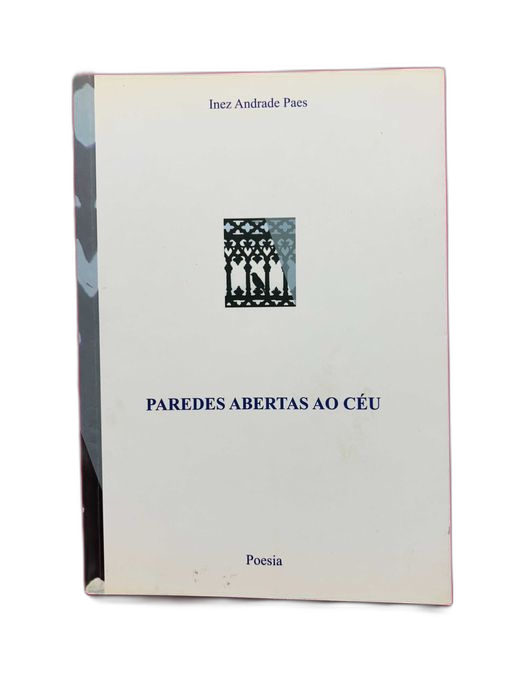 Inez Andrade Paes
PAREDES ABERTAS AO CÉU
Poesia